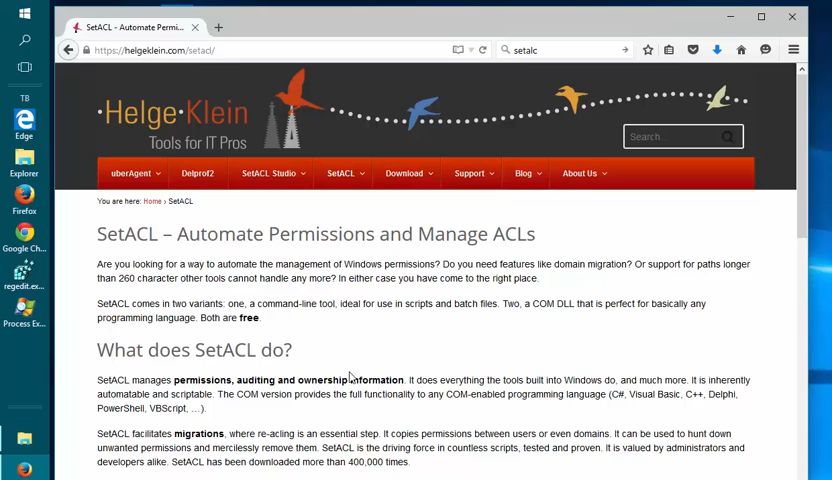 SetACL - Automate Permi...
https://helgeklein.com/setacl/
setalc
TB
Edge
Explorer
Firefox
Google Ch...
regedit.ex...
Process Ex...
Helge·Klein
Tools for IT Pros
Search...
uberAgent
Delprof2
SetACL Studio
SetACL
Download
Support
Blog
About Us
You are here: Home › SetACL
SetACL – Automate Permissions and Manage ACLs
Are you looking for a way to automate the management of Windows permissions? Do you need features like domain migration? Or support for paths longer
than 260 character other tools cannot handle any more? In either case you have come to the right place.
SetACL comes in two variants: one, a command-line tool, ideal for use in scripts and batch files. Two, a COM DLL that is perfect for basically any
programming language. Both are free.
What does SetACL do?
SetACL manages permissions, auditing and ownership information. It does everything the tools built into Windows do, and much more. It is inherently
automatable and scriptable. The COM version provides the full functionality to any COM-enabled programming language (C#, Visual Basic, C++, Delphi,
PowerShell, VBScript, …).
SetACL facilitates migrations, where re-acling is an essential step. It copies permissions between users or even domains. It can be used to hunt down
unwanted permissions and mercilessly remove them. SetACL is the driving force in countless scripts, tested and proven. It is valued by administrators and
developers alike. SetACL has been downloaded more than 400,000 times.